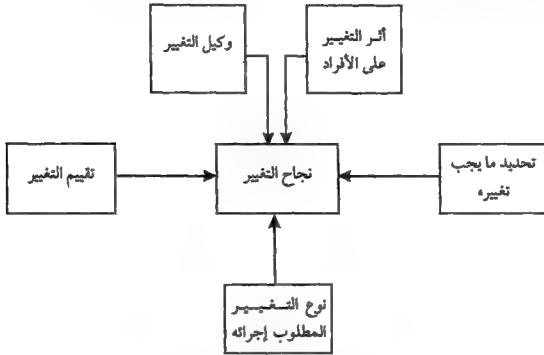 أثر التغيير
على الأفراد
وكيل التغيير
تحديد ما يجب
تغييره
نجاح التغيير
تقييم التغيير
نوع التغيير
المطلوب إجرائه